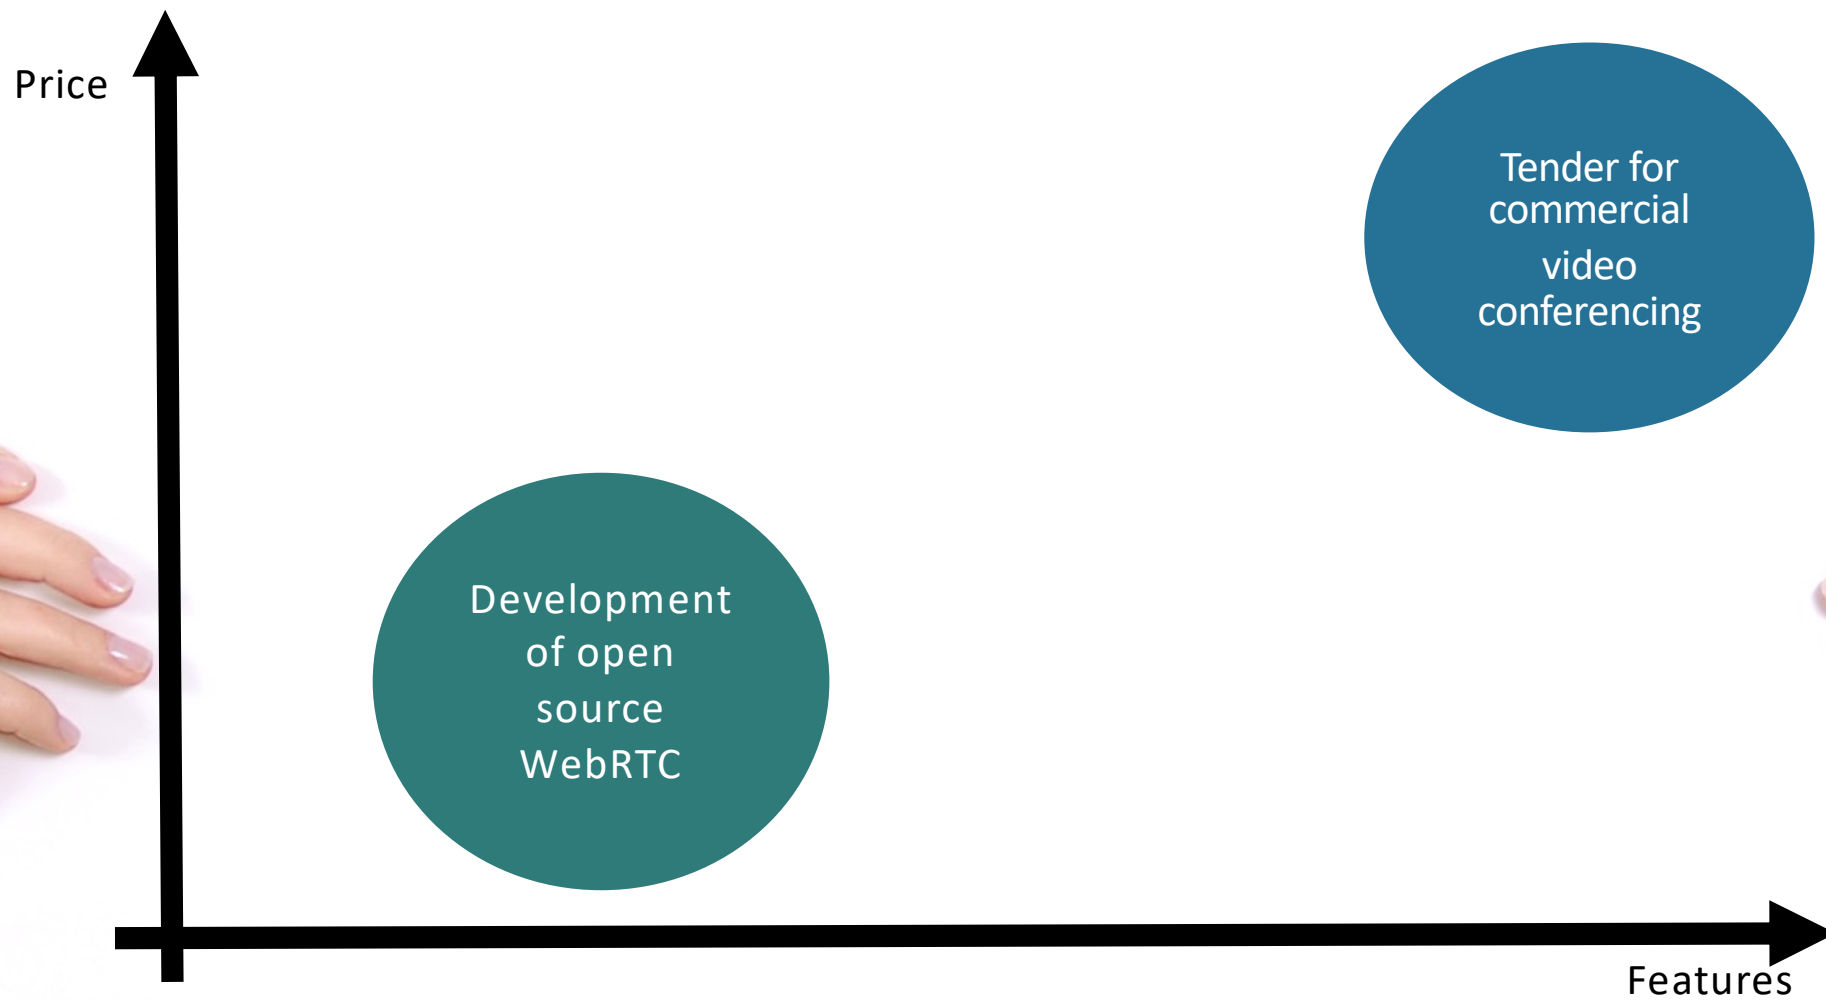 Price
Tender for
commercial
video
conferencing
Development
of open
source
WebRTC
Features